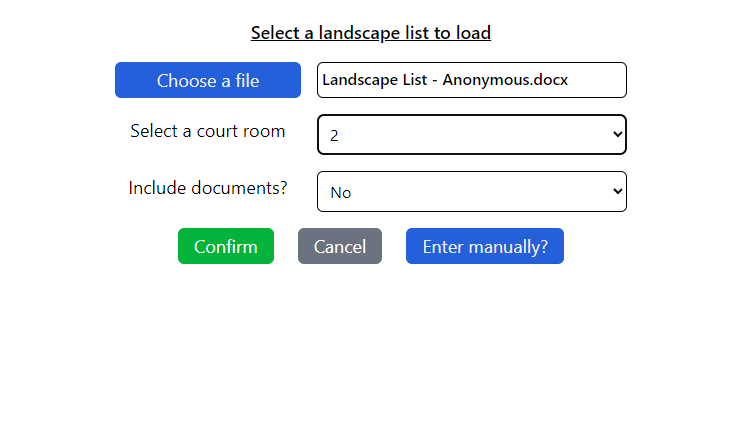 Select a landscape list to load
Choose a file Landscape List - Anonymous.docx
Select a court room 2
Include documents? No
Confirm Cancel Enter manually?